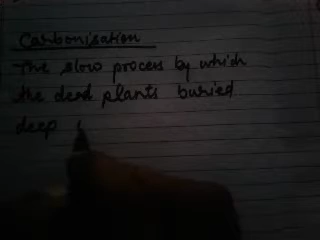 Carbonisation
The slow process by which
the dead plants buried
deep